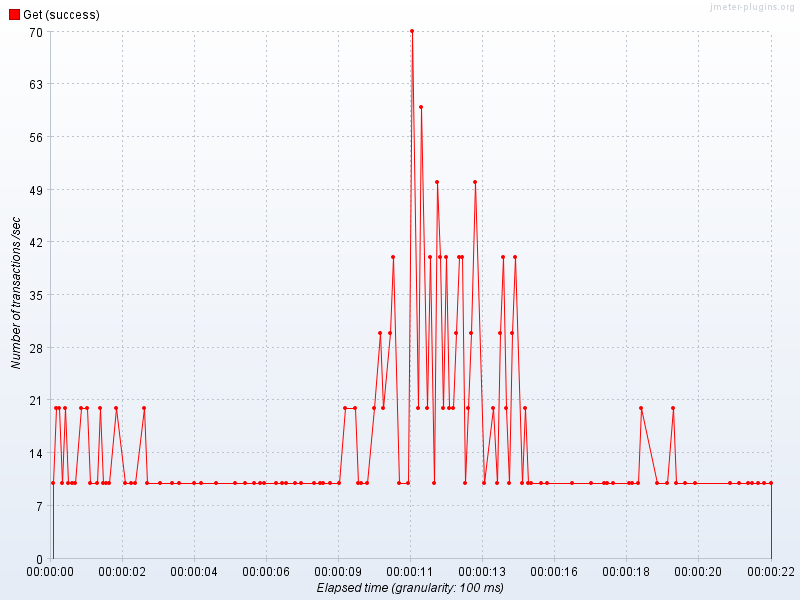 jmeter-plugins.org
Get (success)
70
63
56
49
42
35
28
21
14
7
0
Number of transactions /sec
00:00:00 00:00:02 00:00:04 00:00:06 00:00:09 00:00:11 00:00:13 00:00:16 00:00:18 00:00:20 00:00:22
Elapsed time (granularity: 100 ms)